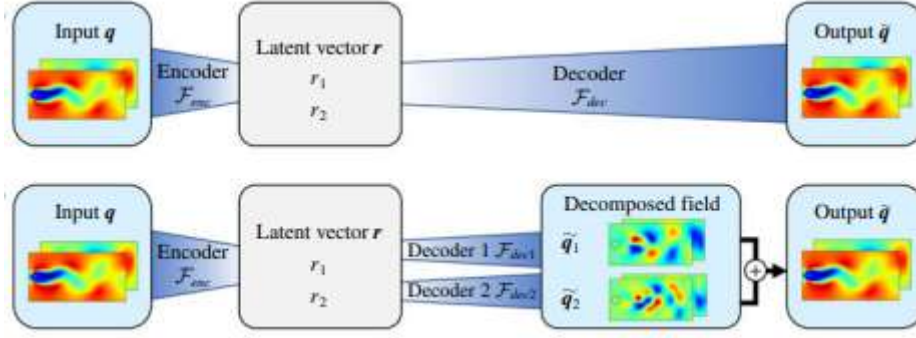 Input q
Encoder
F_enc
Latent vector r
r_1
r_2
Decoder
F_dec
Output q̃
Input q
Encoder
F_enc
Latent vector r
r_1
r_2
Decoder 1 F_dec1
Decoder 2 F_dec2
Decomposed field
q̃_1
q̃_2
+
Output q̃